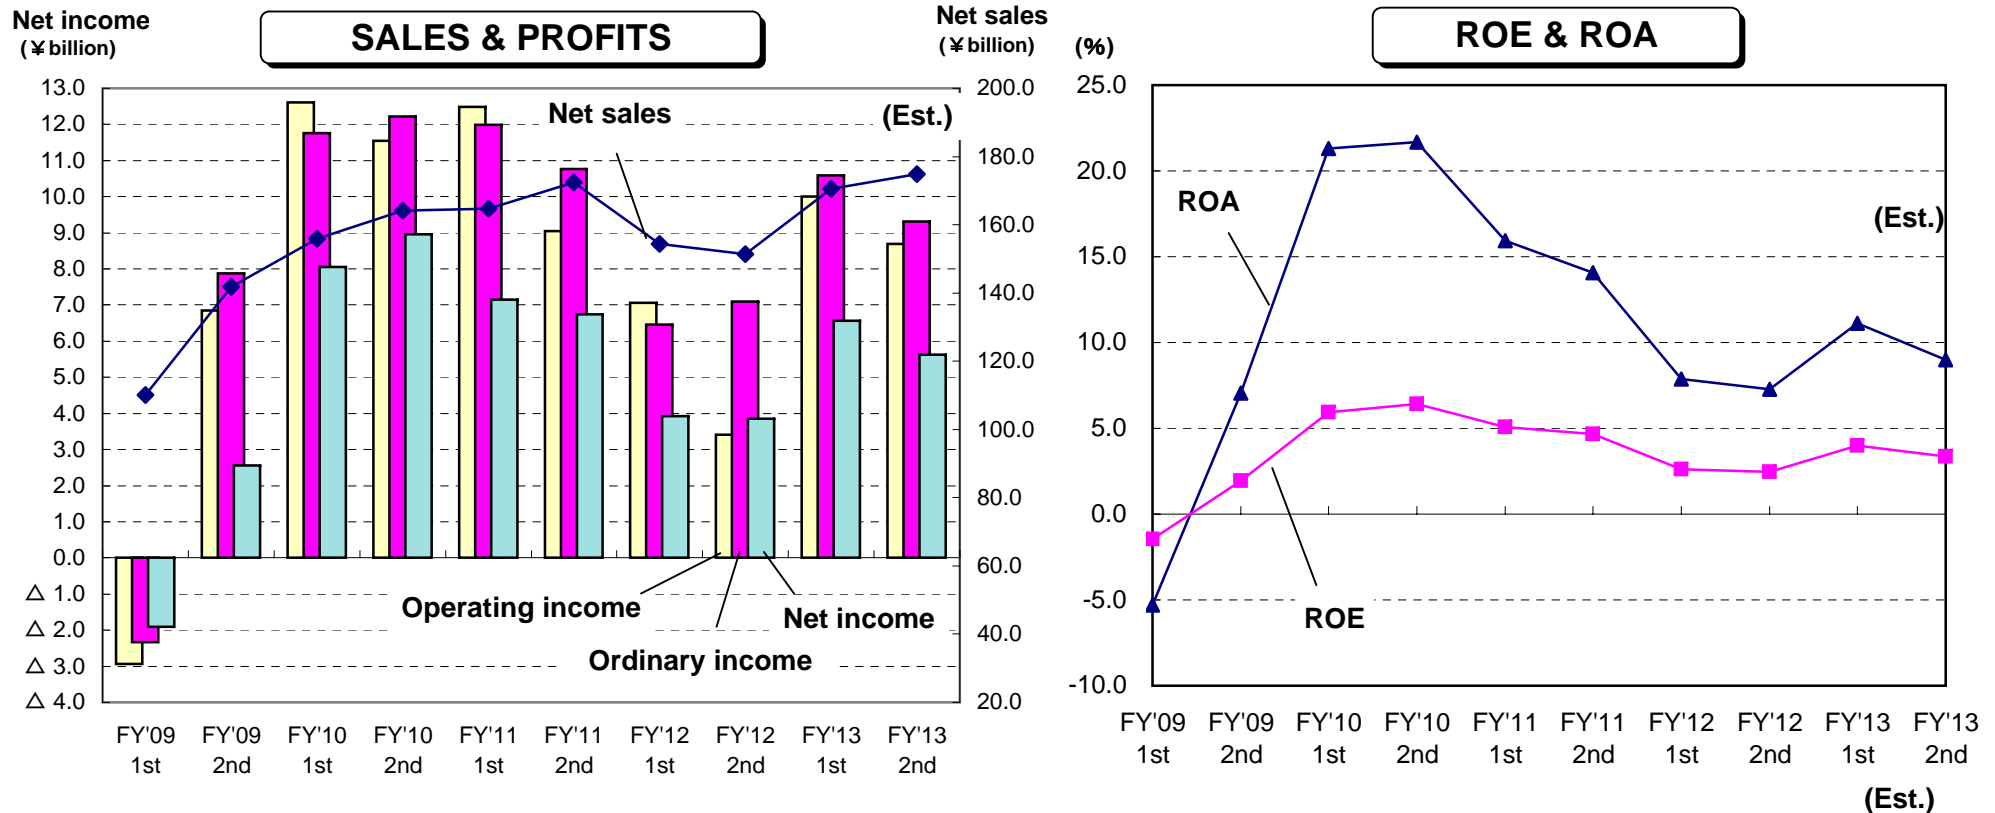 Net income
(¥billion)
SALES & PROFITS
Net sales
(¥billion)
13.0
12.0
11.0
10.0
9.0
8.0
7.0
6.0
5.0
4.0
3.0
2.0
1.0
0.0
△ 1.0
△ 2.0
△ 3.0
△ 4.0
200.0
180.0
160.0
140.0
120.0
100.0
80.0
60.0
40.0
20.0
Net sales
(Est.)
Operating income
Net income
Ordinary income
FY'09 FY'09 FY'10 FY'10 FY'11 FY'11 FY'12 FY'12 FY'13 FY'13
1st 2nd 1st 2nd 1st 2nd 1st 2nd 1st 2nd
(%)
ROE & ROA
25.0
20.0
15.0
10.0
5.0
0.0
-5.0
-10.0
ROA
(Est.)
ROE
FY'09 FY'09 FY'10 FY'10 FY'11 FY'11 FY'12 FY'12 FY'13 FY'13
1st 2nd 1st 2nd 1st 2nd 1st 2nd 1st 2nd
(Est.)